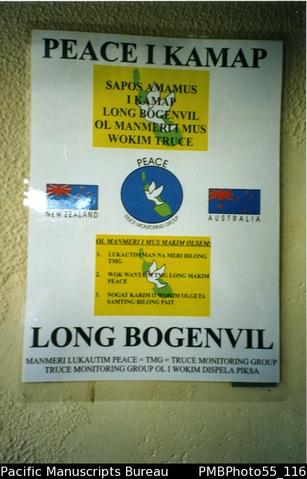 PEACE I KAMAP
SAPOS AMAMUS
I KAMAP
LONG BOGENVIL
OL MANMERI I MUS
WOKIM TRUCE
PEACE
TRUCE MONITORING GROUP
NEW ZEALAND
AUSTRALIA
OL MANMERI I MUS MAKIM OLSEM:
1. LUKAUTIM MAN NA MERI BILONG
TMG
2. WOK WANTAIM TMG LONG MAKIM
PEACE
3. NOGAT KARIM O WOKIM OLGETA
SAMTING BILONG PAIT
LONG BOGENVIL
MANMERI LUKAUTIM PEACE = TMG = TRUCE MONITORING GROUP
TRUCE MONITORING GROUP OL I WOKIM DISPELA PIKSA
Pacific Manuscripts Bureau PMBPhoto55_116